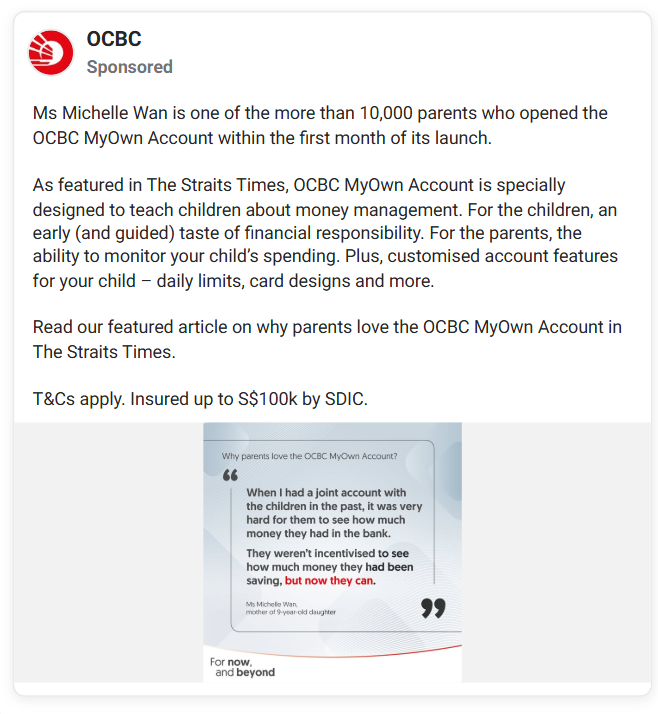 OCBC
Sponsored
Ms Michelle Wan is one of the more than 10,000 parents who opened the
OCBC MyOwn Account within the first month of its launch.
As featured in The Straits Times, OCBC MyOwn Account is specially
designed to teach children about money management. For the children, an
early (and guided) taste of financial responsibility. For the parents, the
ability to monitor your child’s spending. Plus, customised account features
for your child – daily limits, card designs and more.
Read our featured article on why parents love the OCBC MyOwn Account in
The Straits Times.
T&Cs apply. Insured up to S$100k by SDIC.
Why parents love the OCBC MyOwn Account?
“
When I had a joint account with
the children in the past, it was very
hard for them to see how much
money they had in the bank.
They weren’t incentivised to see
how much money they had been
saving, but now they can.
Ms Michelle Wan,
mother of 9-year-old daughter
”
For now,
and beyond